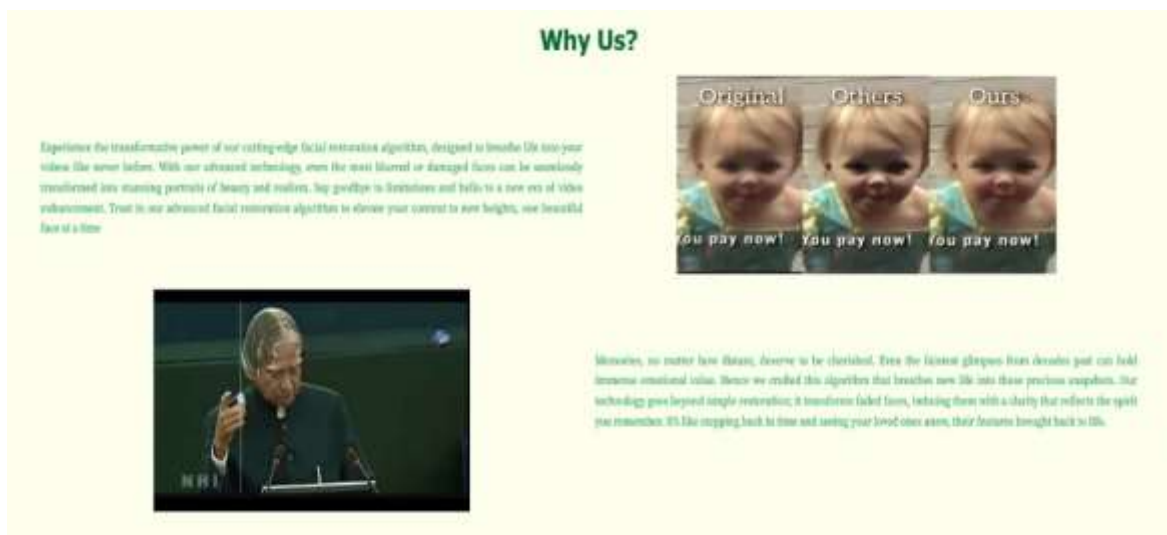 Why Us?
Original Others Ours
You pay now! You pay now! You pay now!
Experience the transformative power of our cutting-edge facial restoration algorithm, designed to breathe life into your
videos like never before. With our advanced technology, even the most blurred or damaged faces can be seamlessly
transformed into stunning portraits of beauty and realism. Say goodbye to limitations and hello to a new era of video
enhancement. Trust in our advanced facial restoration algorithm to elevate your content to new heights, one beautiful
face at a time
NRI
Memories, no matter how distant, deserve to be cherished. Even the faintest glimpses from decades past can hold
immense emotional value. Hence we crafted this algorithm that breathes new life into these precious snapshots. Our
technology goes beyond simple restoration; it transforms faded faces, imbuing them with a clarity that reflects the spirit
you remember. It's like stepping back in time and seeing your loved ones anew, their features brought back to life.